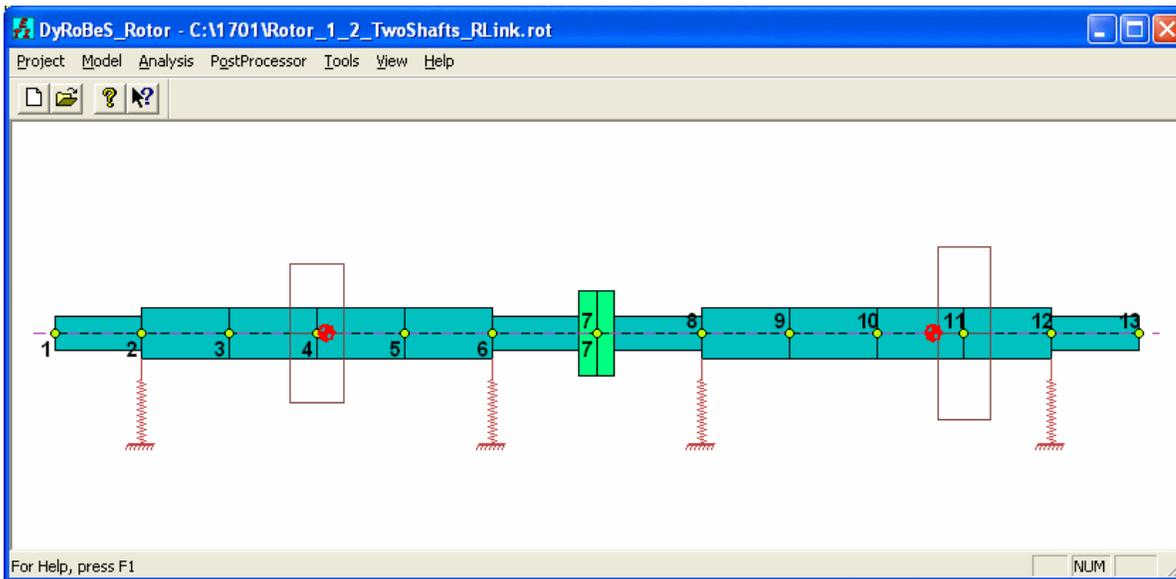 DyRoBeS_Rotor - C:\1701\Rotor_1_2_TwoShafts_RLink.rot
Project Model Analysis PostProcessor Tools View Help
7 8 9 10 11 12 13
1 2 3 4 5 6 7
For Help, press F1 NUM